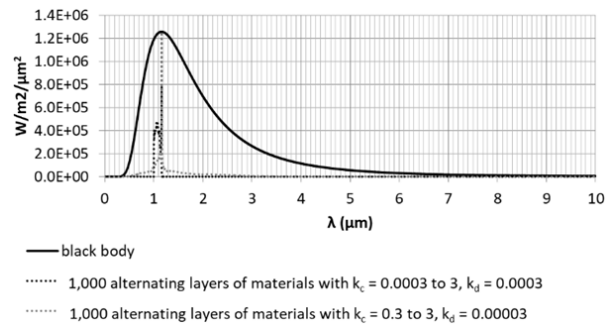 1.4E+06
1.2E+06
1.0E+06
8.0E+05
6.0E+05
4.0E+05
2.0E+05
0.0E+00
W/m2/µm²
0 1 2 3 4 5 6 7 8 9 10
λ (µm)
black body
1,000 alternating layers of materials with kc = 0.0003 to 3, kd = 0.0003
1,000 alternating layers of materials with kc = 0.3 to 3, kd = 0.00003